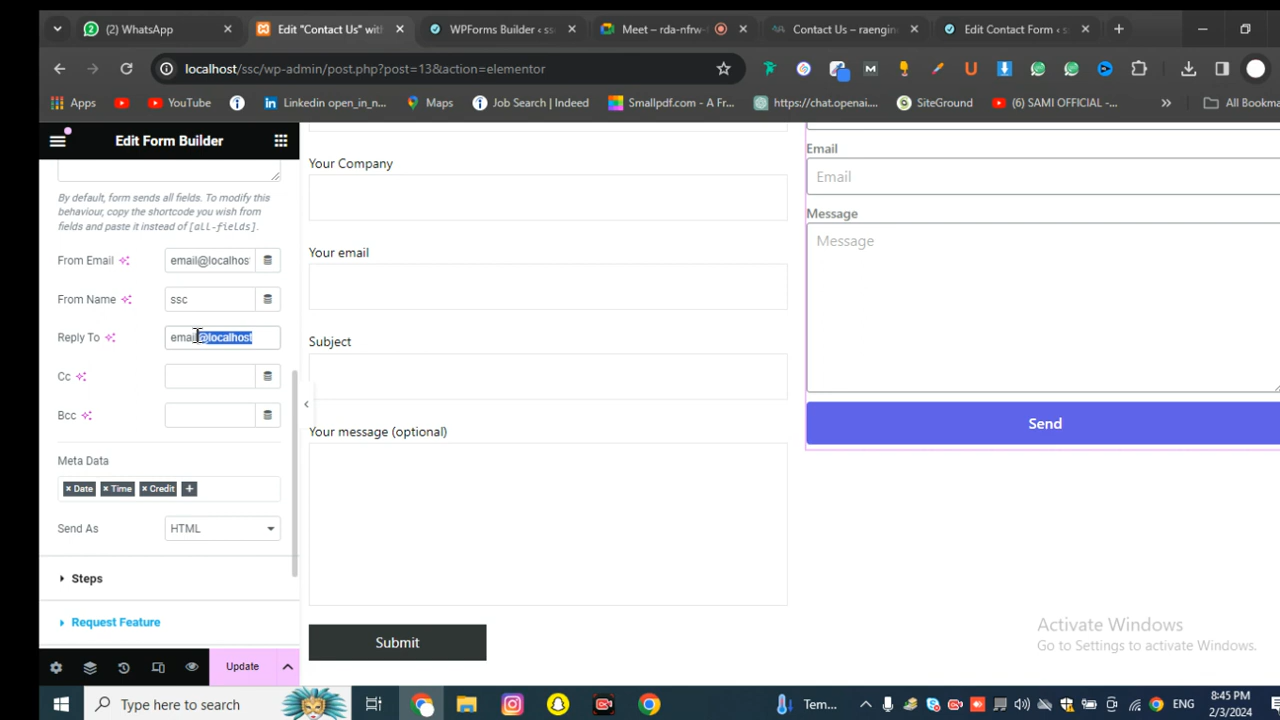 (2) WhatsApp
Edit "Contact Us" with
WPForms Builder ‹ ss
Meet – rda-nfrw-
Contact Us – raengin
Edit Contact Form ‹ s
localhost/ssc/wp-admin/post.php?post=13&action=elementor
Apps
YouTube
Linkedin open_in_n...
Maps
Job Search | Indeed
Smallpdf.com - A Fr...
https://chat.openai....
SiteGround
(6) SAMI OFFICIAL -...
»
All Bookma
Edit Form Builder
By default, form sends all fields. To modify this
behaviour, copy the shortcode you wish from
fields and paste it instead of [all-fields].
From Email
email@localhos
From Name
ssc
Reply To
email@localhost
Cc
Bcc
Meta Data
× Date
× Time
× Credit
+
Send As
HTML
Steps
Request Feature
Update
Your Company
Your email
Subject
Your message (optional)
Submit
Email
Email
Message
Message
Send
Activate Windows
Go to Settings to activate Windows.
Type here to search
Tem...
ENG
8:45 PM
2/3/2024